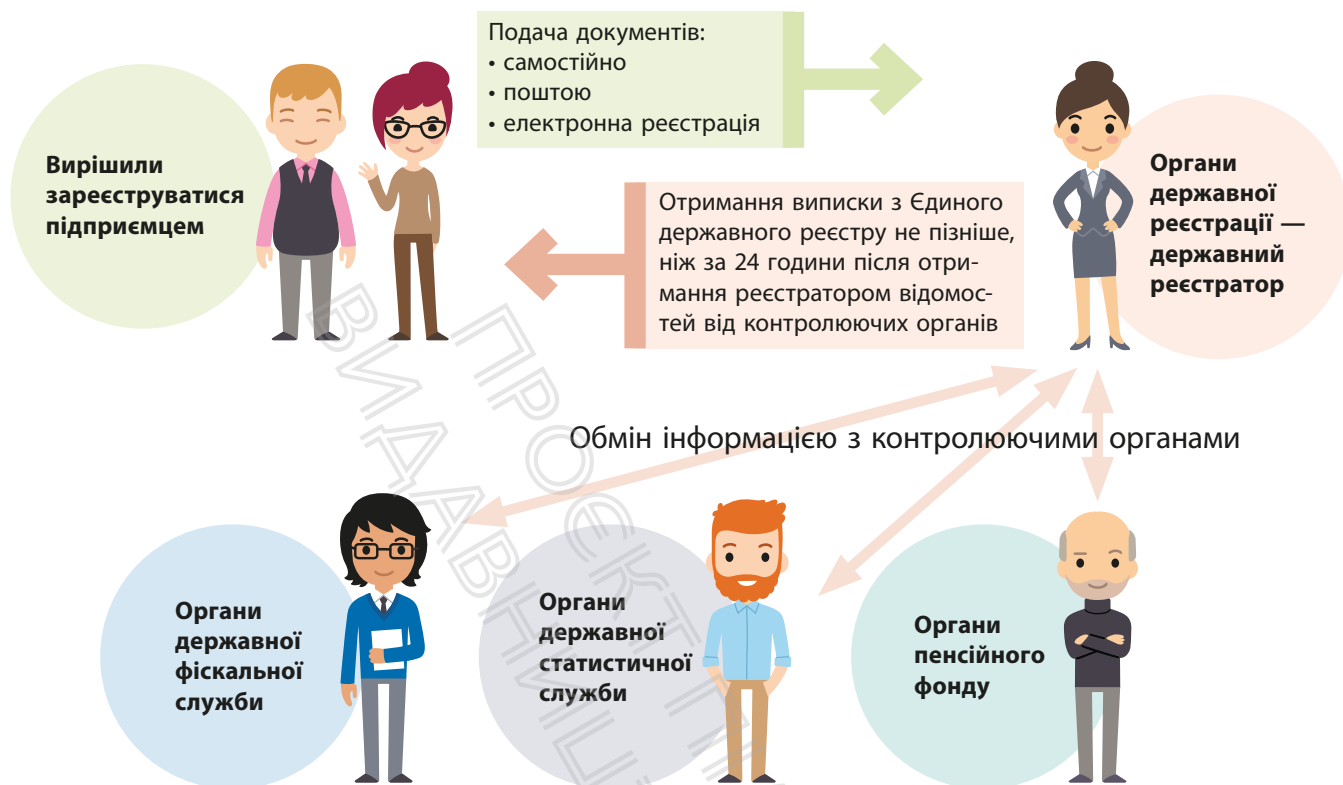 Подача документів:
• самостійно
• поштою
• електронна реєстрація
Вирішили
зареєструватися
підприємцем
Органи
державної
реєстрації —
державний
реєстратор
Отримання виписки з Єдиного
державного реєстру не пізніше,
ніж за 24 години після отри-
мання реєстратором відомос-
тей від контролюючих органів
Обмін інформацією з контролюючими органами
Органи
державної
фіскальної
служби
Органи
державної
статистичної
служби
Органи
пенсійного
фонду
ПРОЄКТ